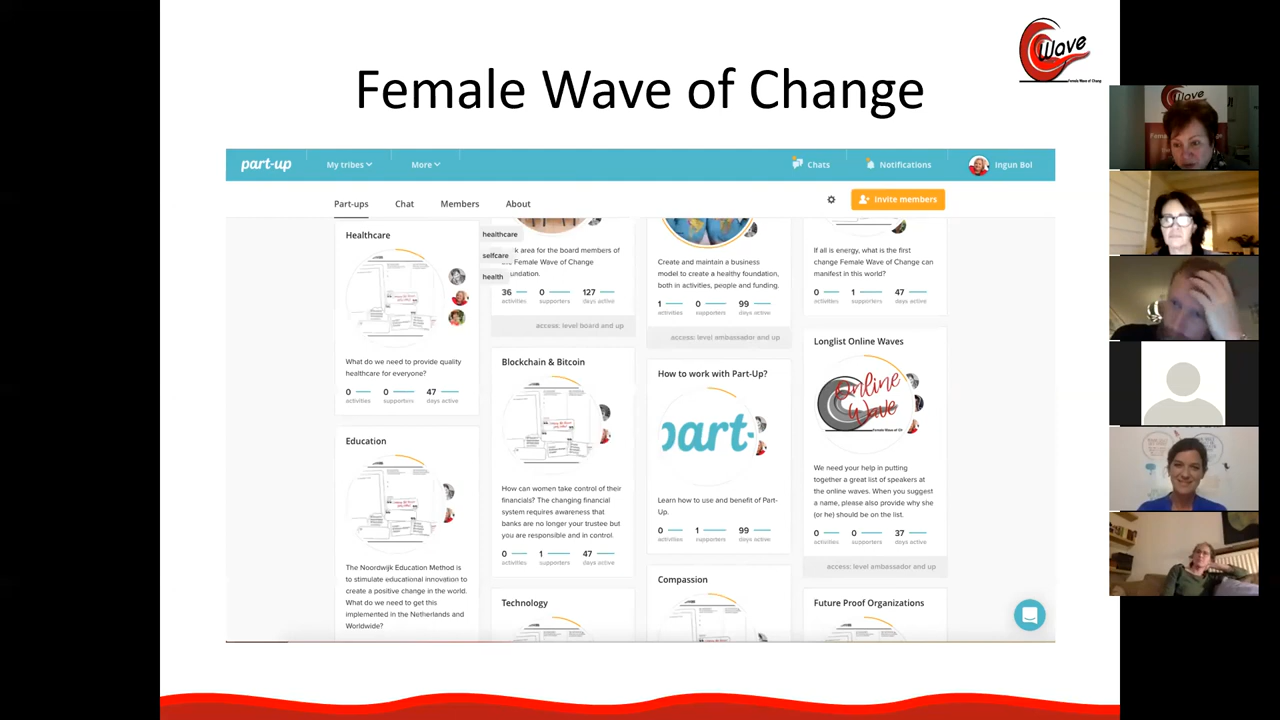 Female Wave of Change
Wave
Female Wave of Chang
part-up
My tribes
More
Chats
Notifications
Ingun Bol
Part-ups
Chat
Members
About
Invite members
Healthcare
What do we need to provide quality
healthcare for everyone?
0
activities
0
supporters
47
days active
Education
The Noordwijk Education Method is
to stimulate educational innovation to
create a positive change in the world.
What do we need to get this
implemented in the Netherlands and
Worldwide?
healthcare
selfcare
health
area for the board members of
Female Wave of Change
36
activities
0
supporters
127
days active
access: level board and up
Blockchain & Bitcoin
How can women take control of their
financials? The changing financial
system requires awareness that
banks are no longer your trustee but
you are responsible and in control.
0
activities
1
supporters
47
days active
Technology
Create and maintain a business
model to create a healthy foundation,
both in activities, people and funding.
1
activities
0
supporters
99
days active
access: level ambassador and up
How to work with Part-Up?
part-
Learn how to use and benefit of Part-
Up.
0
activities
1
supporters
99
days active
Compassion
If all is energy, what is the first
change Female Wave of Change can
manifest in this world?
0
activities
1
supporters
47
days active
Longlist Online Waves
Online
Wave
Female Wave of Ch
We need your help in putting
together a great list of speakers at
the online waves. When you suggest
a name, please also provide why she
(or he) should be on the list.
0
activities
0
supporters
37
days active
access: level ambassador and up
Future Proof Organizations
Wave